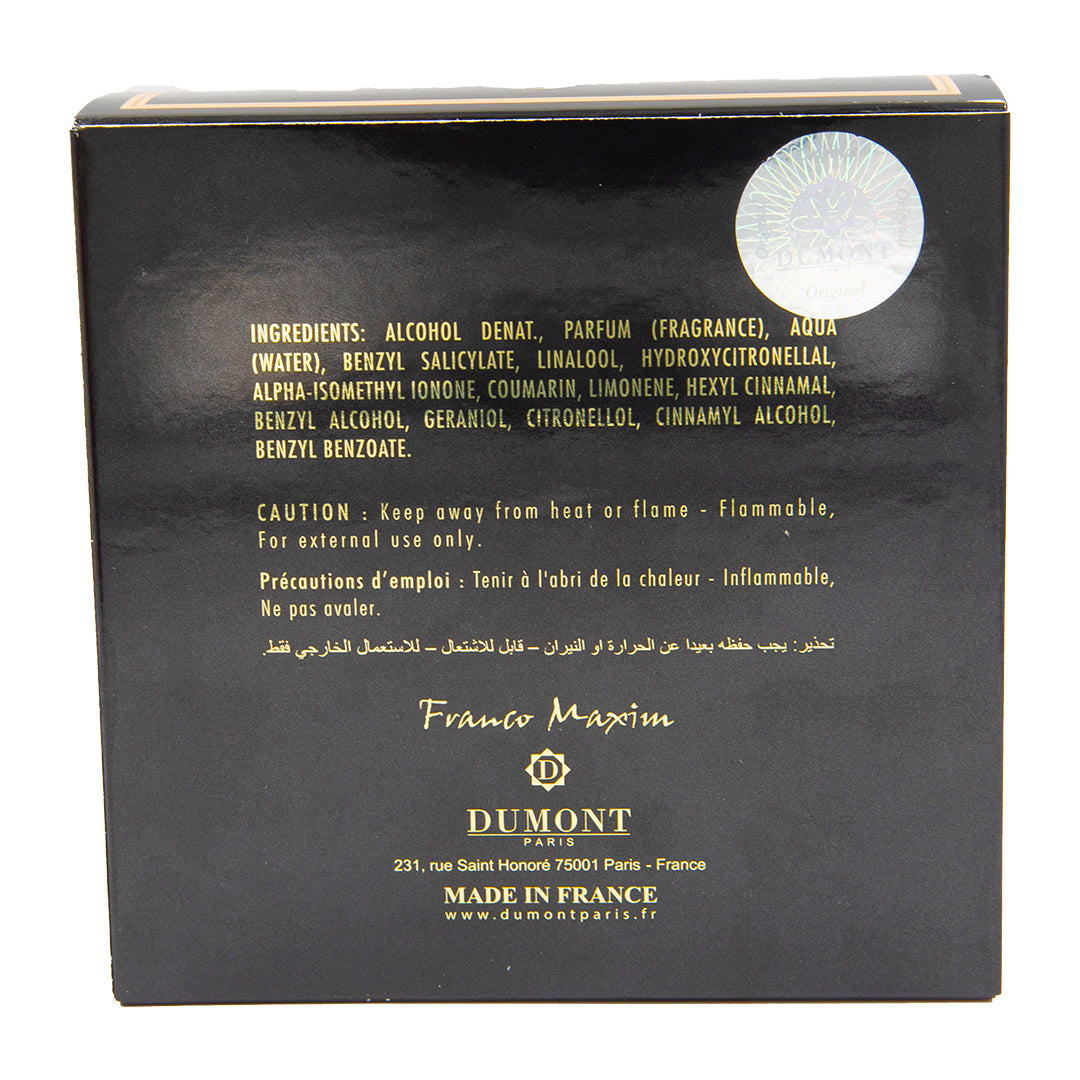 Original
DUMONT
PARIS
Original
INGREDIENTS: ALCOHOL DENAT., PARFUM (FRAGRANCE), AQUA
(WATER), BENZYL SALICYLATE, LINALOOL, HYDROXYCITRONELLAL,
ALPHA-ISOMETHYL IONONE, COUMARIN, LIMONENE, HEXYL CINNAMAL,
BENZYL ALCOHOL, GERANIOL, CITRONELLOL, CINNAMYL ALCOHOL,
BENZYL BENZOATE.
CAUTION : Keep away from heat or flame - Flammable,
For external use only.
Précautions d’emploi : Tenir à l'abri de la chaleur - Inflammable,
Ne pas avaler.
تحذير: يجب حفظه بعيدا عن الحرارة او النيران – قابل للاشتعال – للاستعمال الخارجي فقط.
Franco Maxim
D
DUMONT
PARIS
231, rue Saint Honoré 75001 Paris - France
MADE IN FRANCE
www.dumontparis.fr